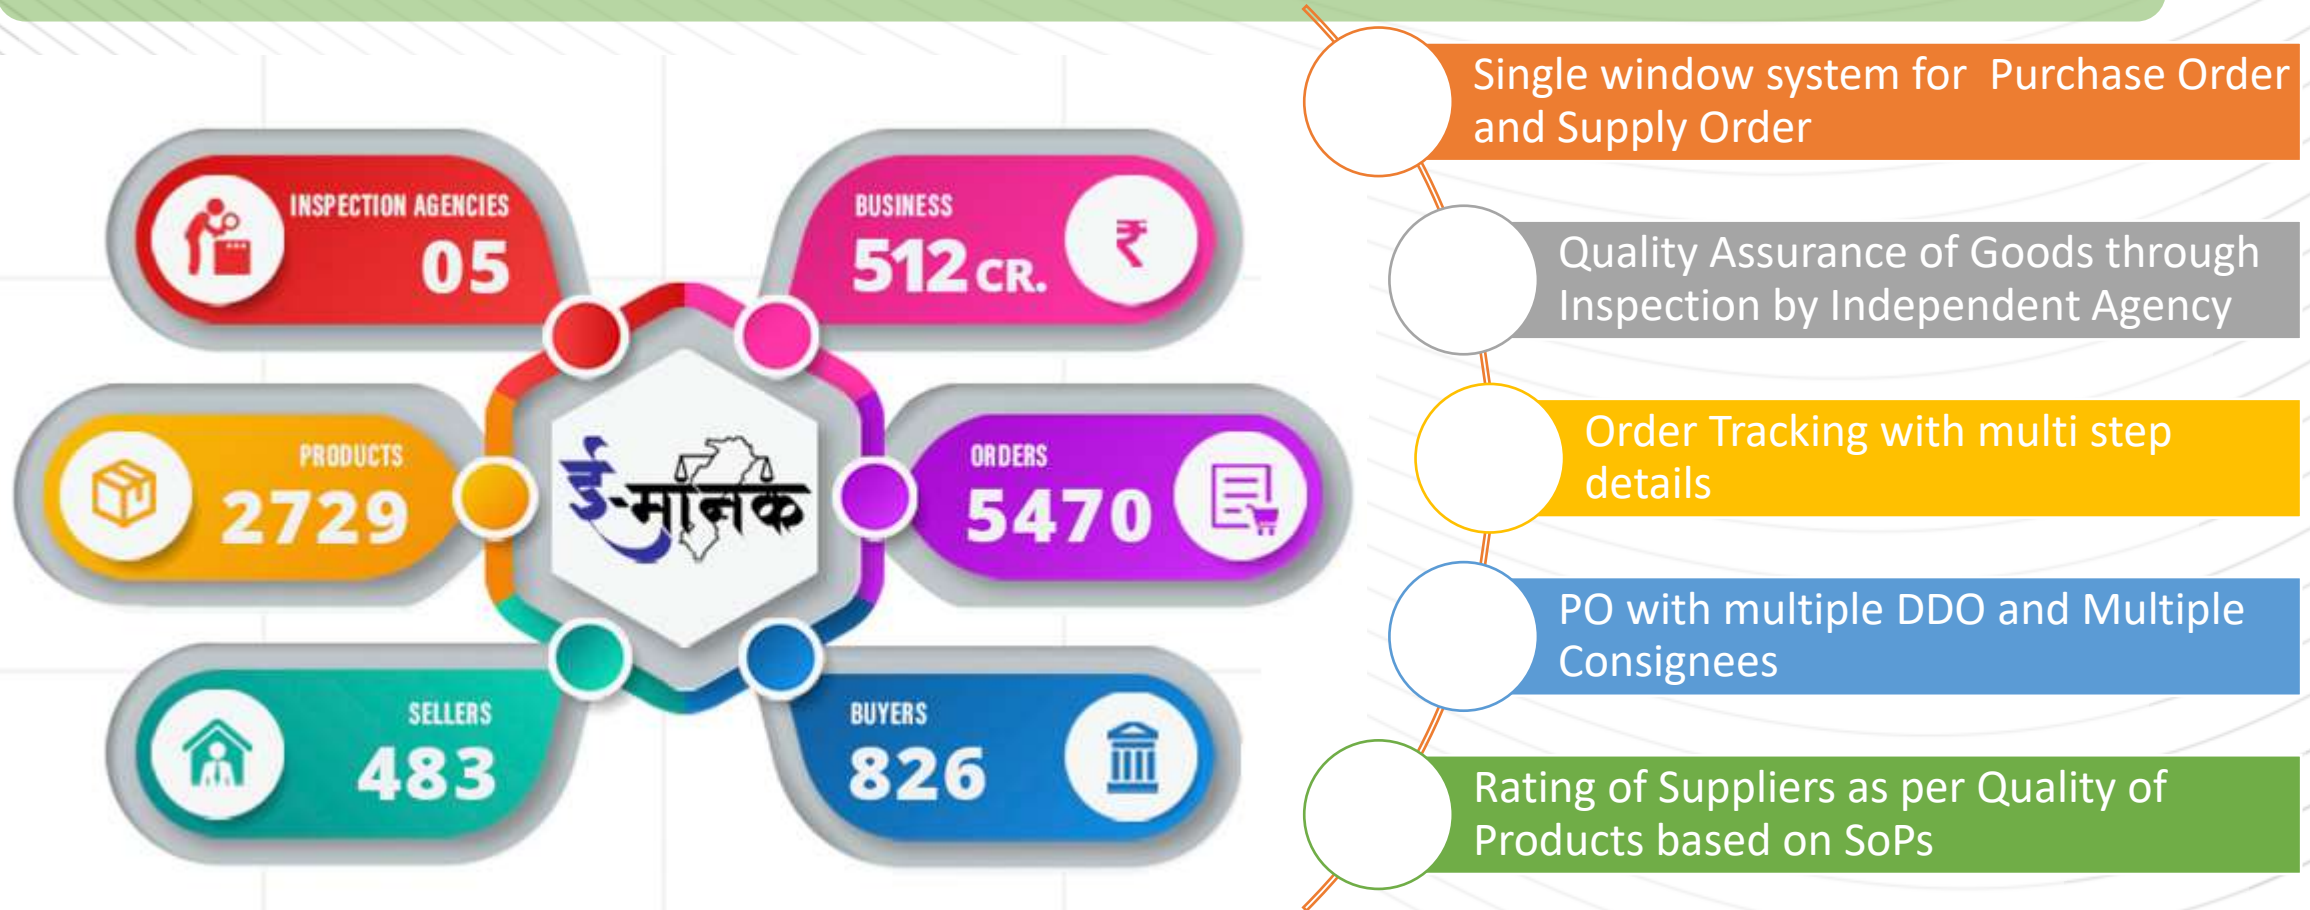 INSPECTION AGENCIES
05
BUSINESS
512 CR.
₹
PRODUCTS
2729
ई-मानक
ORDERS
5470
SELLERS
483
BUYERS
826
Single window system for Purchase Order
and Supply Order
Quality Assurance of Goods through
Inspection by Independent Agency
Order Tracking with multi step
details
PO with multiple DDO and Multiple
Consignees
Rating of Suppliers as per Quality of
Products based on SoPs